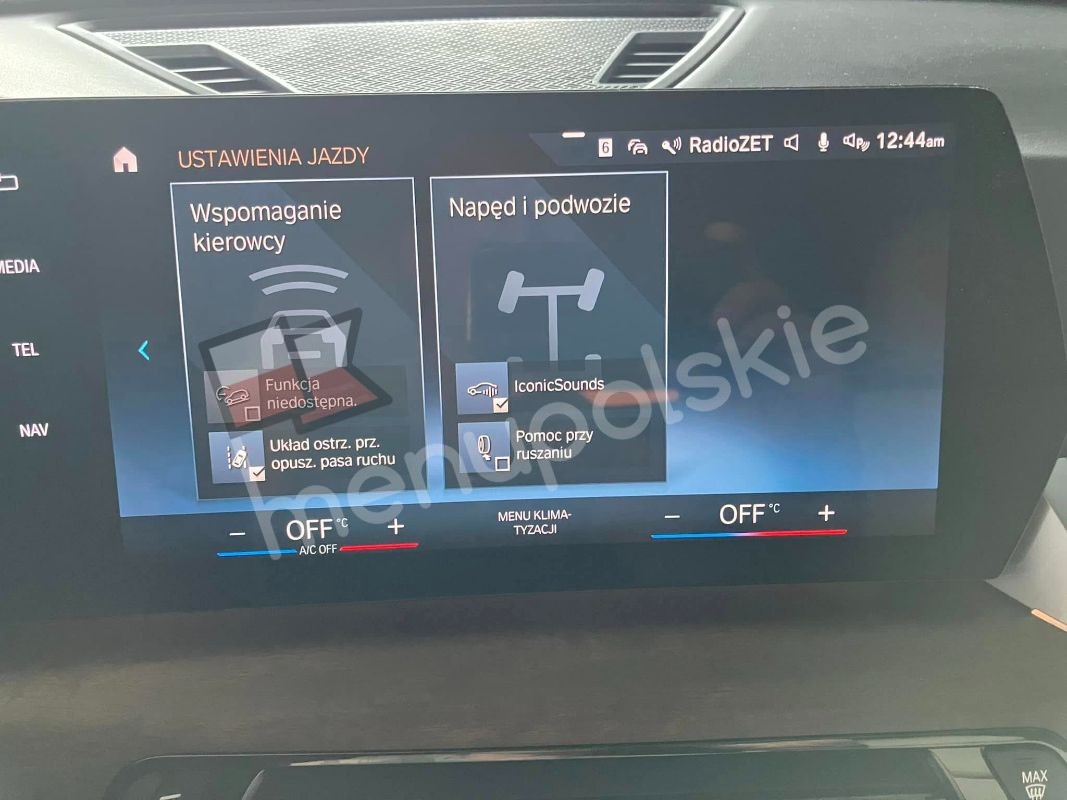 USTAWIENIA JAZDY
6 RadioZET 12:44am
MEDIA
TEL
NAV
Wspomaganie
kierowcy
Funkcja
niedostępna.
Układ ostrz. prz.
opusz. pasa ruchu
Napęd i podwozie
IconicSounds
Pomoc przy
ruszaniu
menupolskie
− OFF °C +
A/C OFF
MENU KLIMA-
TYZACJI
− OFF °C +
MAX